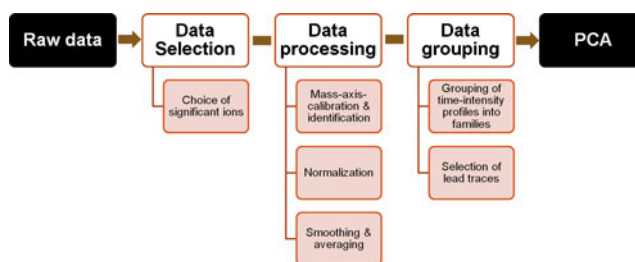 Raw data
Data
Selection
Data
processing
Data
grouping
PCA
Choice of
significant ions
Mass-axis-
calibration &
identification
Grouping of
time-intensity
profiles into
families
Normalization
Selection of
lead traces
Smoothing &
averaging